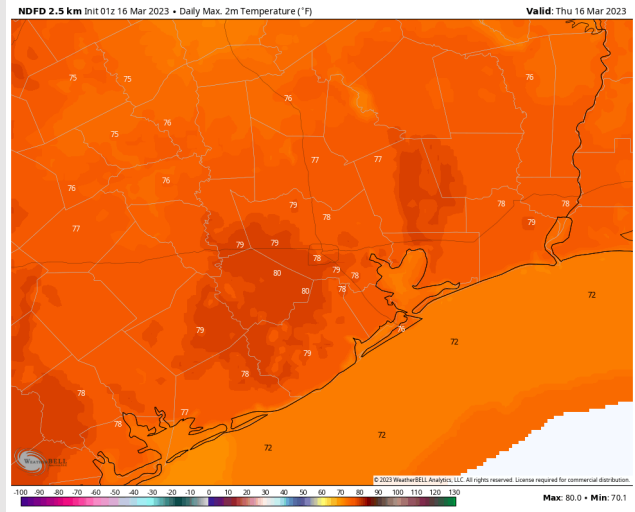 NDFD 2.5 km Init 01z 16 Mar 2023 • Daily Max. 2m Temperature (°F) Valid: Thu 16 Mar 2023
75 75 76
76
76
75
77 77
76 76
79 78 78
78 79
77
79 79
78
80 79 78
80 78
72
76
79
72
79
78
78
77
78
72
72
WeatherBELL
© 2023 WeatherBELL Analytics, LLC. All rights reserved. License required for commercial distribution.
-100 -90 -80 -70 -60 -50 -40 -30 -20 -10 0 10 20 30 40 50 60 70 80 90 100 110 120 130
Max: 80.0 • Min: 70.1